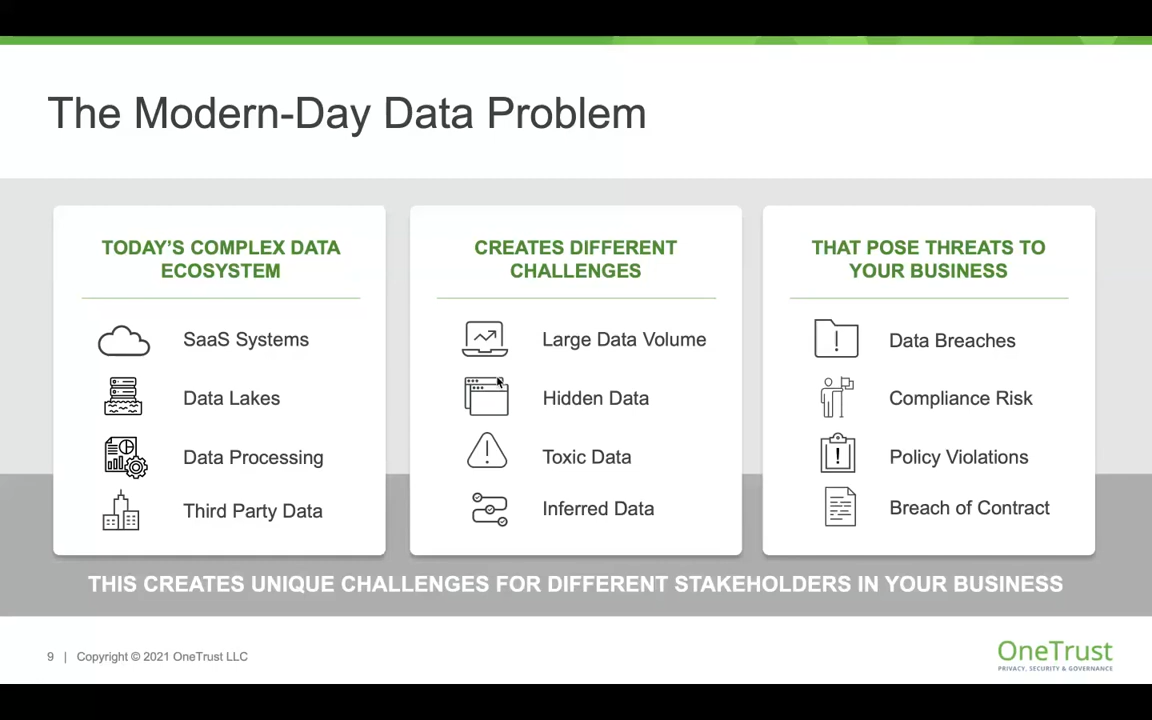 The Modern-Day Data Problem
TODAY’S COMPLEX DATA
ECOSYSTEM
SaaS Systems
Data Lakes
Data Processing
Third Party Data
CREATES DIFFERENT
CHALLENGES
Large Data Volume
Hidden Data
Toxic Data
Inferred Data
THAT POSE THREATS TO
YOUR BUSINESS
Data Breaches
Compliance Risk
Policy Violations
Breach of Contract
THIS CREATES UNIQUE CHALLENGES FOR DIFFERENT STAKEHOLDERS IN YOUR BUSINESS
9 | Copyright © 2021 OneTrust LLC
OneTrust
PRIVACY, SECURITY & GOVERNANCE